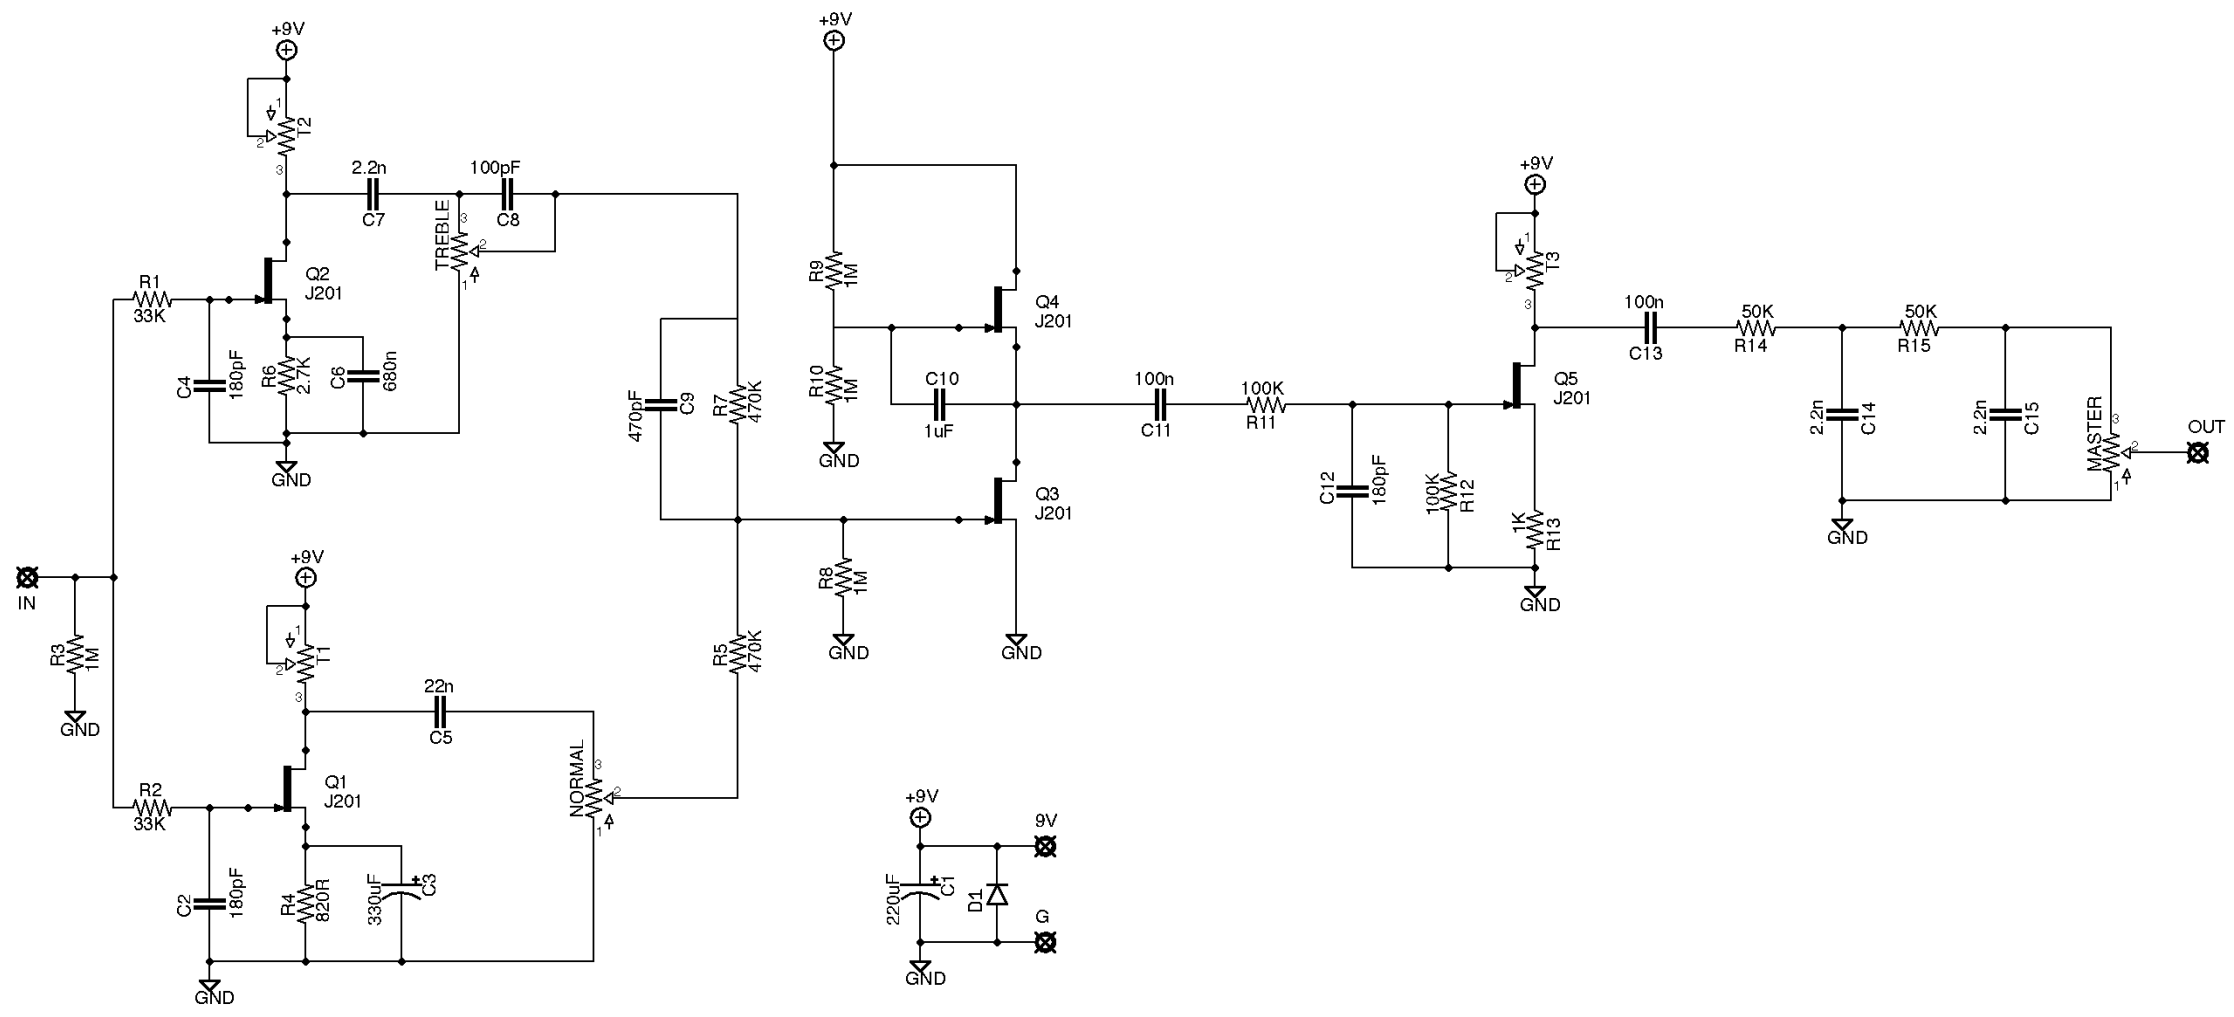 +9V
1
2
T2
3
2.2n
C7
100pF
C8
TREBLE
3
2
1
R1
33K
Q2
J201
C4
180pF
R6
2.7K
C6
680n
GND
IN
R3
1M
GND
+9V
1
2
T1
3
22n
C5
R2
33K
Q1
J201
NORMAL
3
2
1
C2
180pF
R4
820R
330uF
+
C3
GND
470pF
C9
R7
470K
R5
470K
+9V
R9
1M
R10
1M
GND
Q4
J201
C10
1uF
Q3
J201
R8
1M
GND
GND
100n
C11
100K
R11
C12
180pF
100K
R12
+9V
1
2
T3
3
Q5
J201
1K
R13
GND
100n
C13
50K
R14
50K
R15
2.2n
C14
2.2n
C15
MASTER
3
2
1
GND
OUT
+9V
9V
220uF
+
C1
D1
G
GND